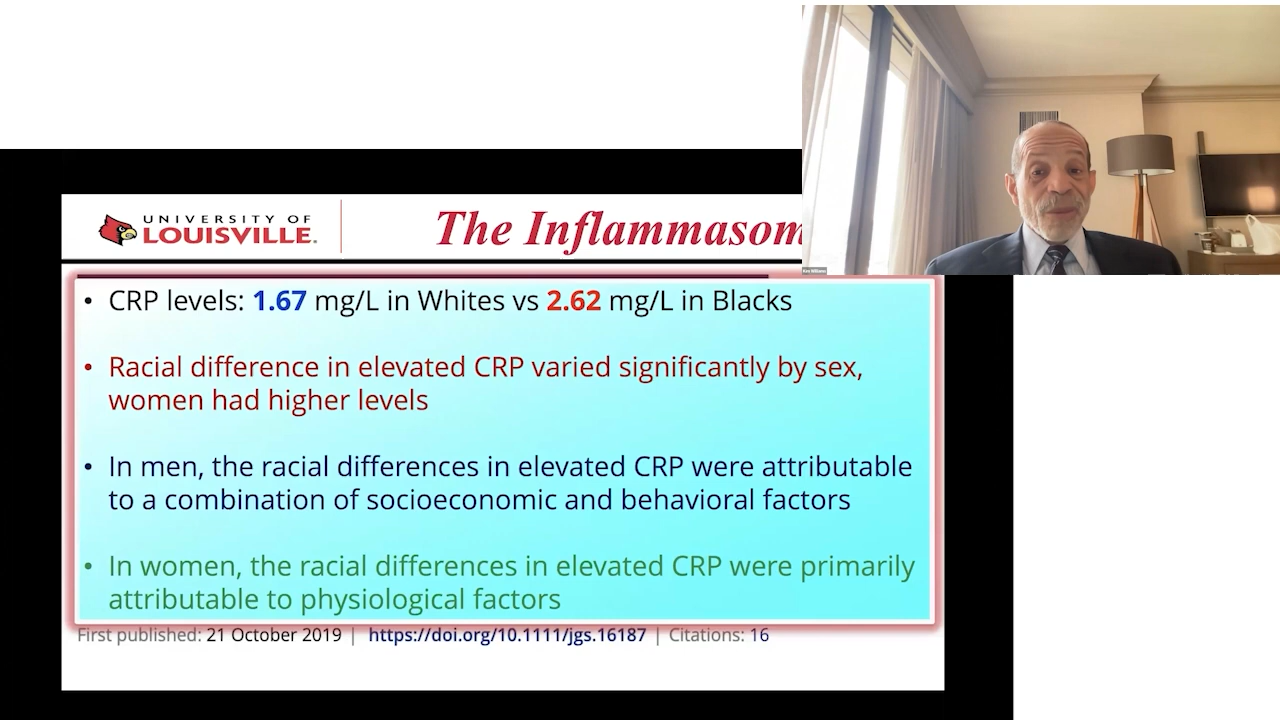 UNIVERSITY OF
LOUISVILLE.
The Inflammasom
• CRP levels: 1.67 mg/L in Whites vs 2.62 mg/L in Blacks
• Racial difference in elevated CRP varied significantly by sex,
women had higher levels
• In men, the racial differences in elevated CRP were attributable
to a combination of socioeconomic and behavioral factors
• In women, the racial differences in elevated CRP were primarily
attributable to physiological factors
First published: 21 October 2019 | https://doi.org/10.1111/jgs.16187 | Citations: 16
Kim Williams